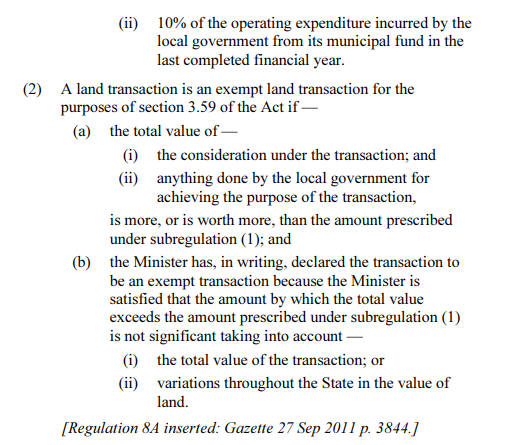 (ii) 10% of the operating expenditure incurred by the
local government from its municipal fund in the
last completed financial year.
(2) A land transaction is an exempt land transaction for the
purposes of section 3.59 of the Act if —
(a) the total value of —
(i) the consideration under the transaction; and
(ii) anything done by the local government for
achieving the purpose of the transaction,
is more, or is worth more, than the amount prescribed
under subregulation (1); and
(b) the Minister has, in writing, declared the transaction to
be an exempt transaction because the Minister is
satisfied that the amount by which the total value
exceeds the amount prescribed under subregulation (1)
is not significant taking into account —
(i) the total value of the transaction; or
(ii) variations throughout the State in the value of
land.
[Regulation 8A inserted: Gazette 27 Sep 2011 p. 3844.]